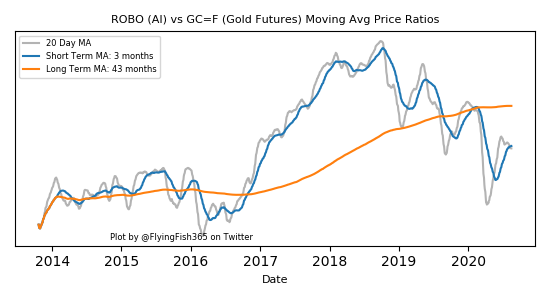 ROBO (AI) vs GC=F (Gold Futures) Moving Avg Price Ratios
20 Day MA
Short Term MA: 3 months
Long Term MA: 43 months
Plot by @FlyingFish365 on Twitter
2014 2015 2016 2017 2018 2019 2020
Date